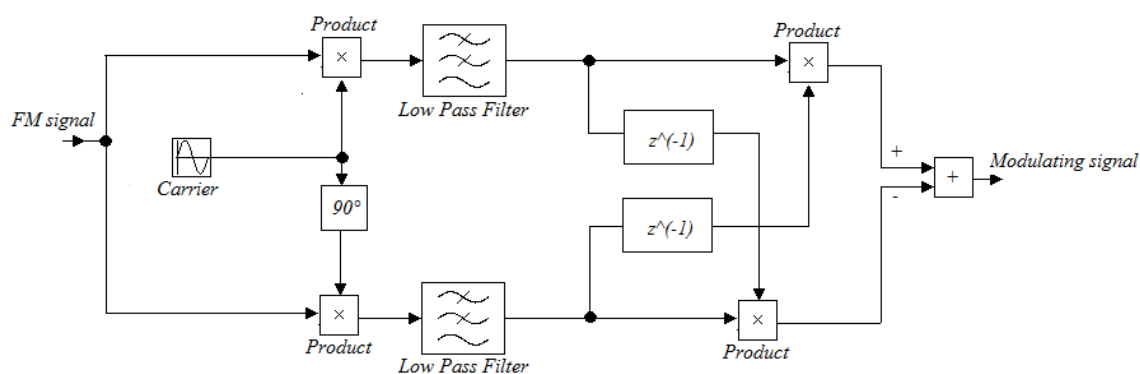 Product
×
Low Pass Filter
Product
×
FM signal
z^(-1)
Carrier
90°
z^(-1)
+
-
+
Modulating signal
×
Product
Low Pass Filter
×
Product